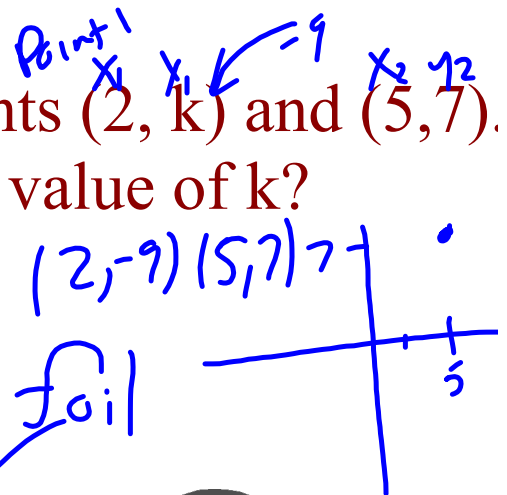 Point 1
x₁ x₁ = 9 x₂ y₂
nts (2, k) and (5,7).
value of k?
(2,-9) (5,7) 7
5
foil